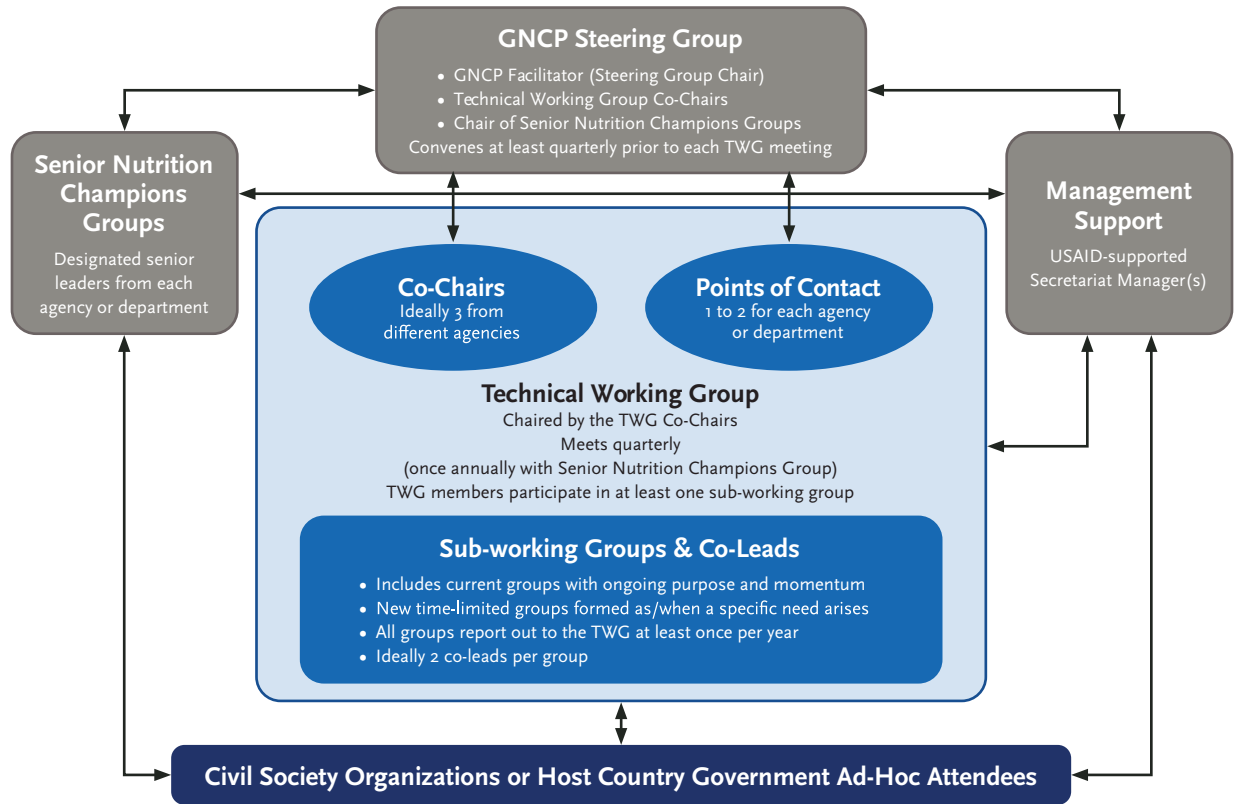 GNCP Steering Group
• GNCP Facilitator (Steering Group Chair)
• Technical Working Group Co-Chairs
• Chair of Senior Nutrition Champions Groups
Convenes at least quarterly prior to each TWG meeting
Senior Nutrition
Champions
Groups
Designated senior
leaders from each
agency or department
Management
Support
USAID-supported
Secretariat Manager(s)
Co-Chairs
Ideally 3 from
different agencies
Points of Contact
1 to 2 for each agency
or department
Technical Working Group
Chaired by the TWG Co-Chairs
Meets quarterly
(once annually with Senior Nutrition Champions Group)
TWG members participate in at least one sub-working group
Sub-working Groups & Co-Leads
• Includes current groups with ongoing purpose and momentum
• New time-limited groups formed as/when a specific need arises
• All groups report out to the TWG at least once per year
• Ideally 2 co-leads per group
Civil Society Organizations or Host Country Government Ad-Hoc Attendees